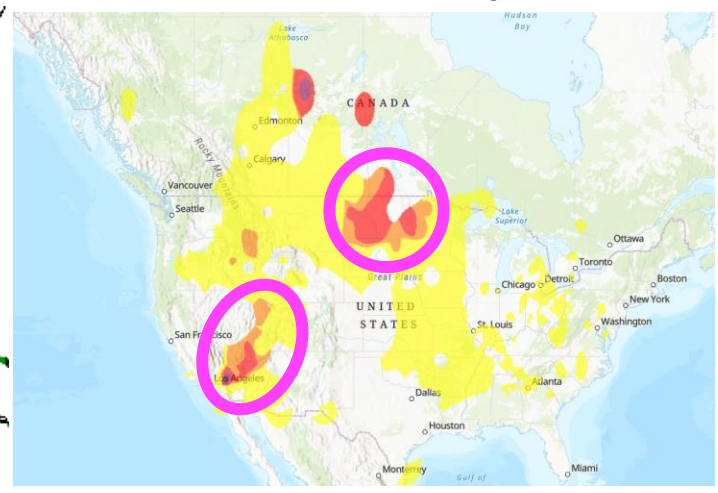 Hudson
Bay
Lake
Athabasca
CANADA
Edmonton
Rocky Mountains
Calgary
Vancouver
Seattle
Lake
Superior
Ottawa
Toronto
Great Plains
Chicago
Detroit
Boston
New York
UNITED
STATES
St. Louis
Washington
San Francisco
Los Angeles
Dallas
Atlanta
Houston
Monterrey
Gulf of
Miami